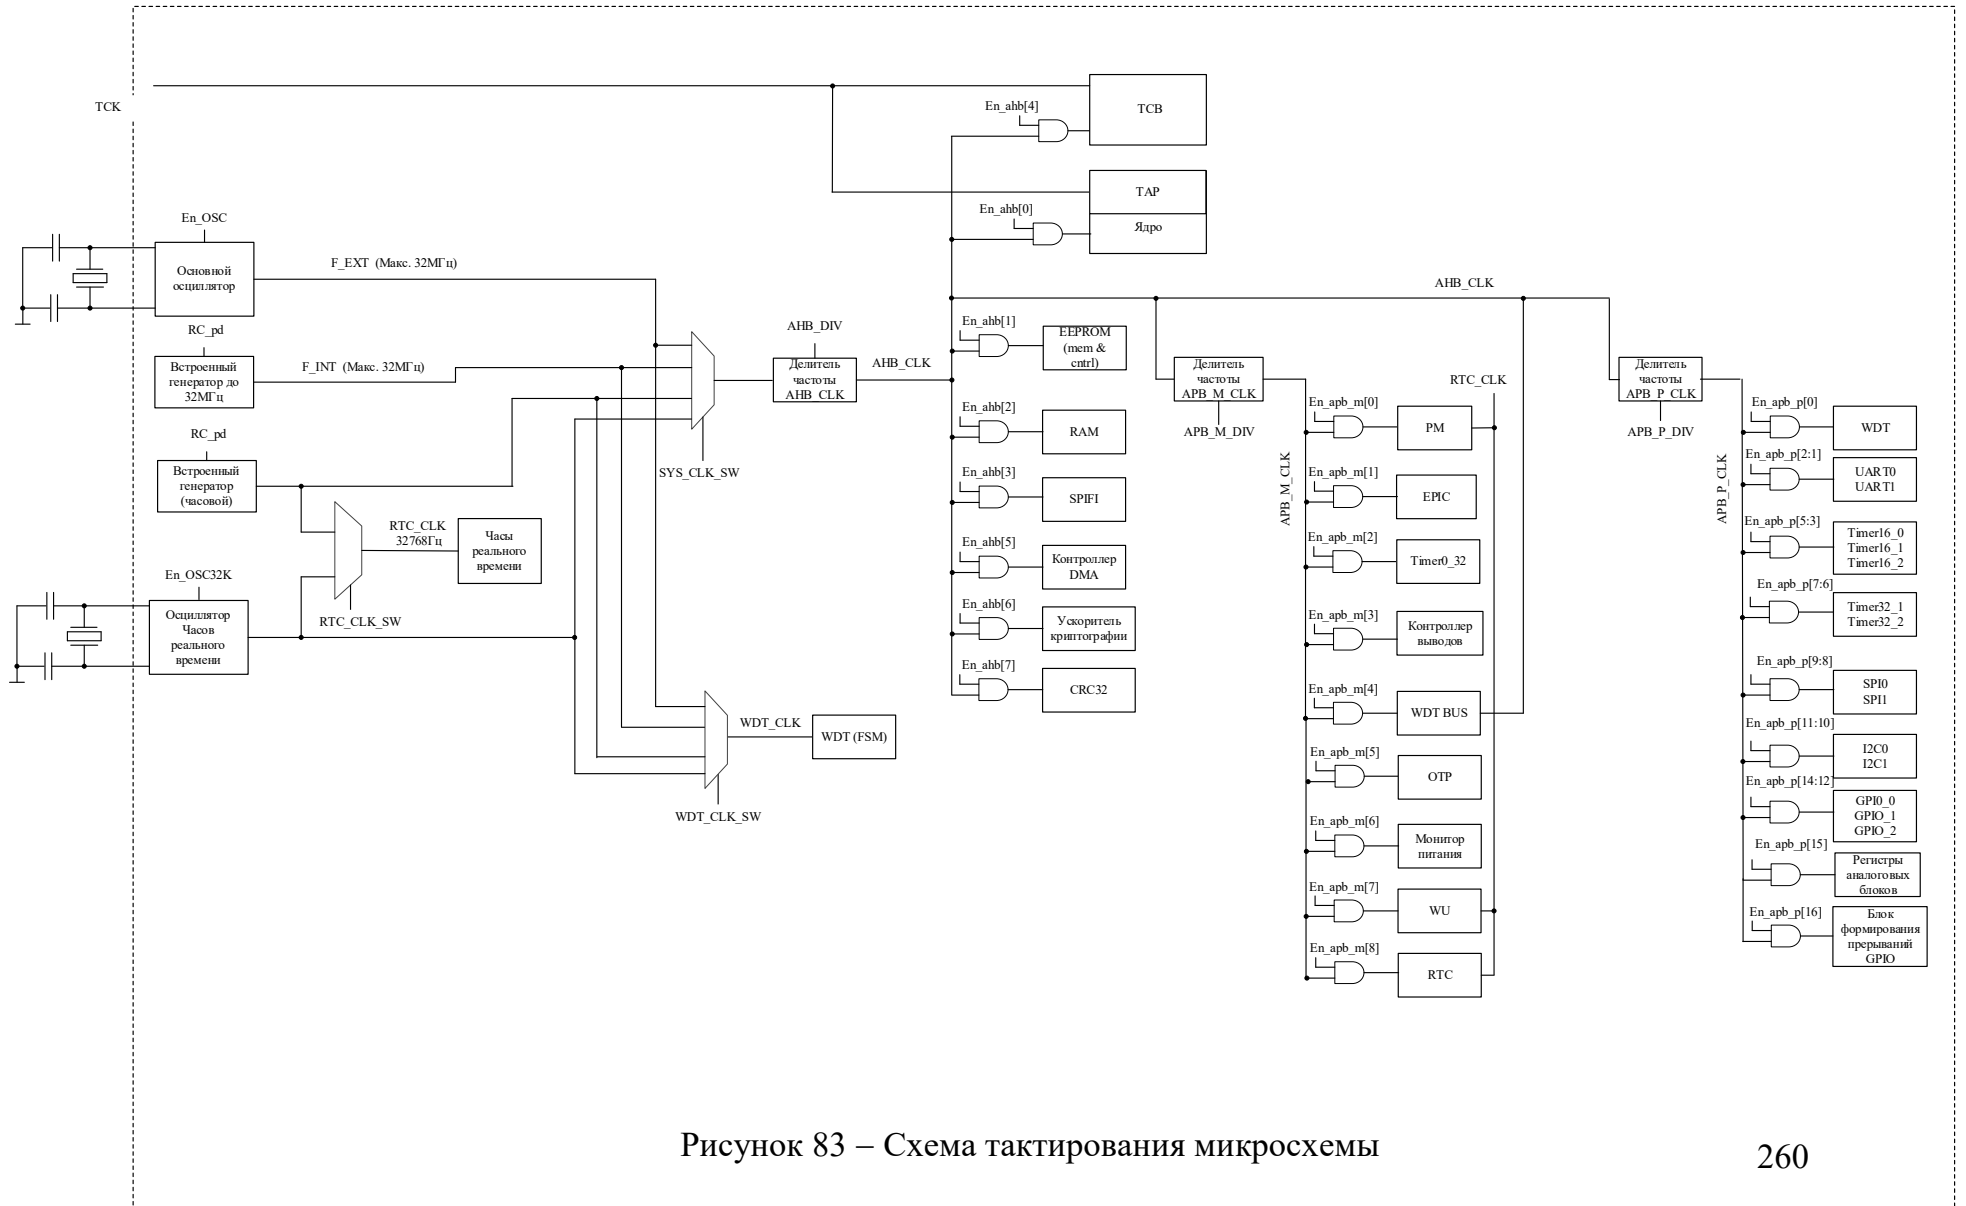 TCK
En_ahb[4]
TCB
TAP
En_ahb[0]
Ядро
En_OSC
Основной
осциллятор
F_EXT (Макс. 32МГц)
RC_pd
Встроенный
генератор до
32МГц
F_INT (Макс. 32МГц)
RC_pd
Встроенный
генератор
(часовой)
RTC_CLK
32768Гц
Часы
реального
времени
RTC_CLK_SW
En_OSC32K
Осциллятор
Часов
реального
времени
SYS_CLK_SW
AHB_DIV
Делитель
частоты
AHB_CLK
AHB_CLK
WDT_CLK
WDT (FSM)
WDT_CLK_SW
En_ahb[1]
EEPROM
(mem &
cntrl)
En_ahb[2]
RAM
En_ahb[3]
SPIFI
En_ahb[5]
Контроллер
DMA
En_ahb[6]
Ускоритель
криптографии
En_ahb[7]
CRC32
AHB_CLK
Делитель
частоты
APB_M_CLK
APB_M_DIV
APB_M_CLK
RTC_CLK
En_apb_m[0]
PM
En_apb_m[1]
EPIC
En_apb_m[2]
Timer0_32
En_apb_m[3]
Контроллер
выводов
En_apb_m[4]
WDT BUS
En_apb_m[5]
OTP
En_apb_m[6]
Монитор
питания
En_apb_m[7]
WU
En_apb_m[8]
RTC
Делитель
частоты
APB_P_CLK
APB_P_DIV
APB_P_CLK
En_apb_p[0]
WDT
En_apb_p[2:1]
UART0
UART1
En_apb_p[5:3]
Timer16_0
Timer16_1
Timer16_2
En_apb_p[7:6]
Timer32_1
Timer32_2
En_apb_p[9:8]
SPI0
SPI1
En_apb_p[11:10]
I2C0
I2C1
En_apb_p[14:12]
GPI0_0
GPIO_1
GPIO_2
En_apb_p[15]
Регистры
аналоговых
блоков
En_apb_p[16]
Блок
формирования
прерываний
GPIO
Рисунок 83 – Схема тактирования микросхемы
260